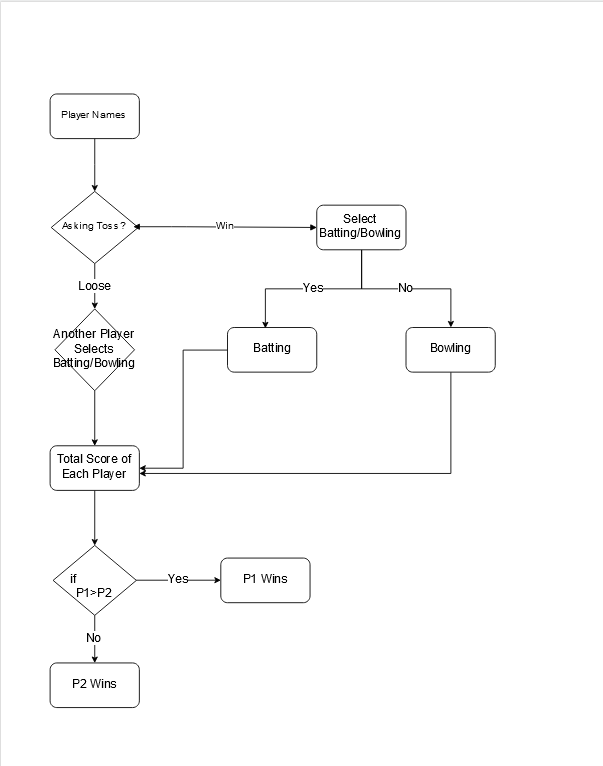 Player Names
Asking Toss?
Win
Select
Batting/Bowling
Loose
Yes
No
Another Player
Selects
Batting/Bowling
Batting
Bowling
Total Score of
Each Player
if
P1>P2
Yes
P1 Wins
No
P2 Wins